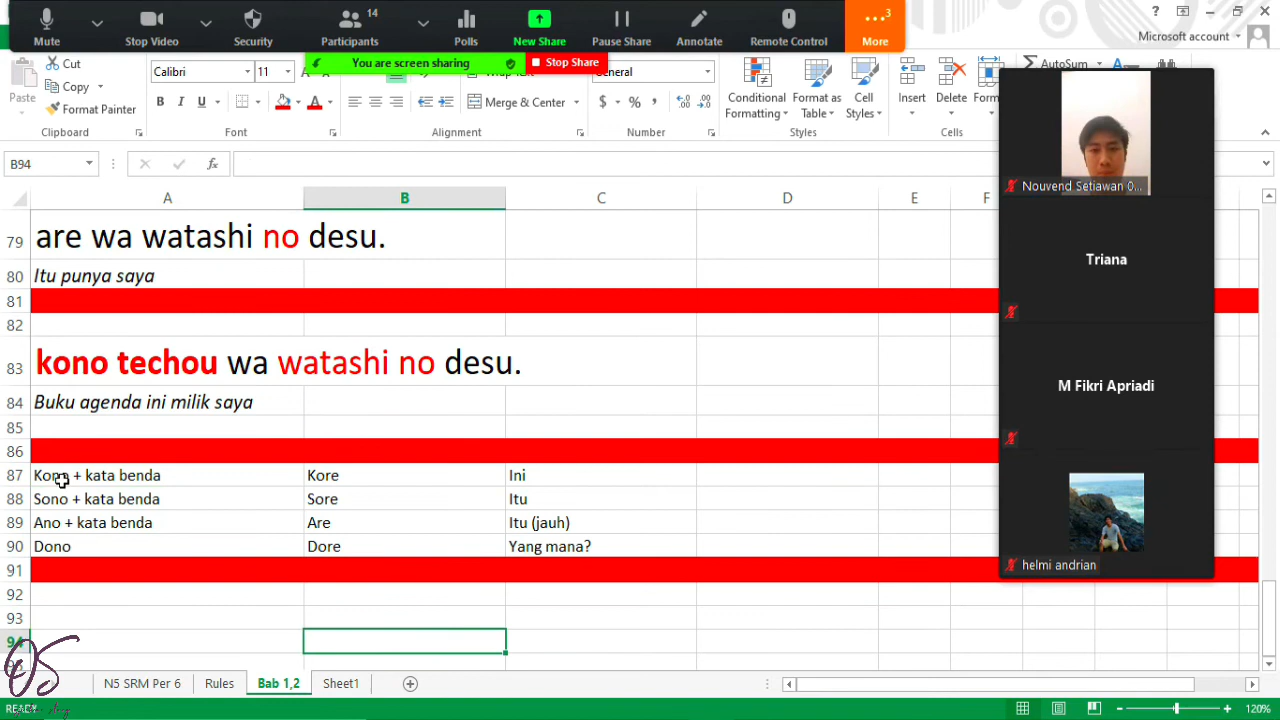 14
3
Mute
Stop Video
Security
Participants
Polls
New Share
Pause Share
Annotate
Remote Control
More
You are screen sharing
Stop Share
Microsoft account
Cut
Copy
Format Painter
Paste
Clipboard
Calibri
11
B I U
Font
Merge & Center
Alignment
General
$ % ,
Number
Conditional Formatting
Format as Table
Cell Styles
Styles
Insert
Delete
Cells
AutoSum
B94
fx
A B C D E F
79 are wa watashi no desu.
80 Itu punya saya
81
82
83 kono techou wa watashi no desu.
84 Buku agenda ini milik saya
85
86
87 Kono + kata benda Kore Ini
88 Sono + kata benda Sore Itu
89 Ano + kata benda Are Itu (jauh)
90 Dono Dore Yang mana?
91
92
93
94
Nouvend Setiawan 0...
Triana
M Fikri Apriadi
helmi andrian
N5 SRM Per 6
Rules
Bab 1,2
Sheet1
READY
120%